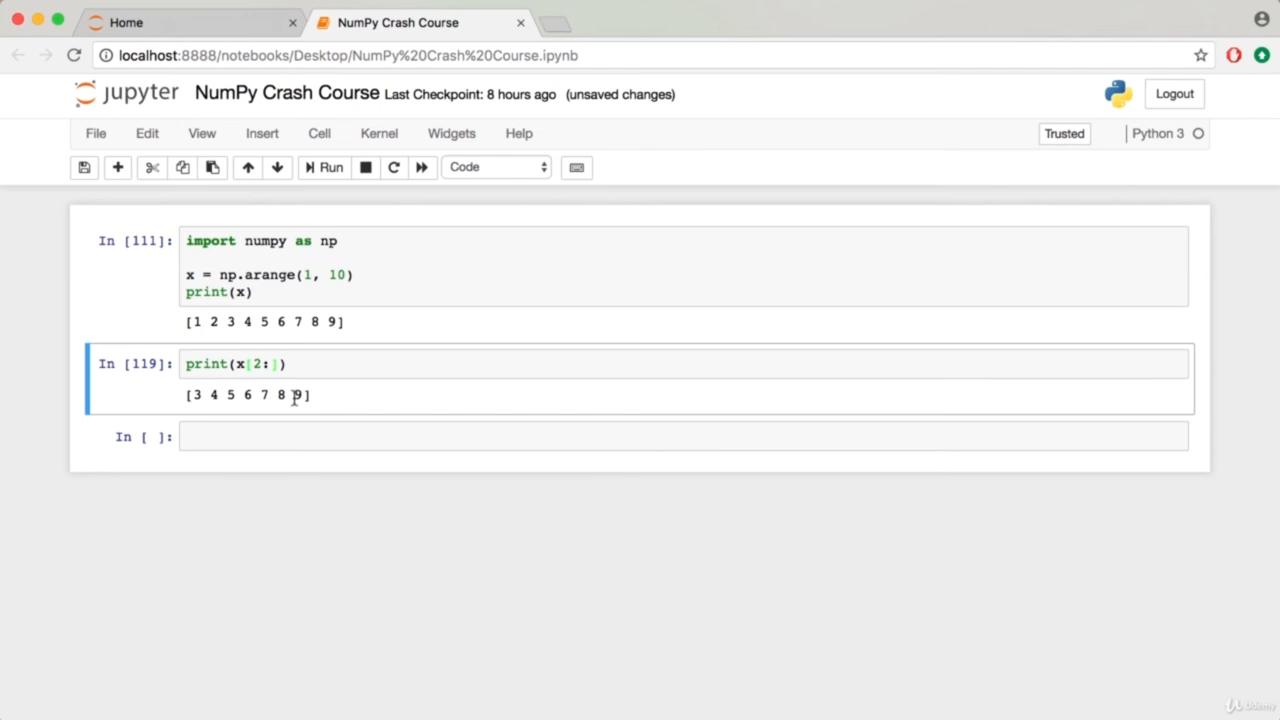 Home
NumPy Crash Course
localhost:8888/notebooks/Desktop/NumPy%20Crash%20Course.ipynb
jupyter NumPy Crash Course Last Checkpoint: 8 hours ago (unsaved changes) Logout
File Edit View Insert Cell Kernel Widgets Help Trusted Python 3
Run Code
In [111]: import numpy as np
x = np.arange(1, 10)
print(x)
[1 2 3 4 5 6 7 8 9]
In [119]: print(x[2:])
[3 4 5 6 7 8 9]
In [ ]:
Udemy